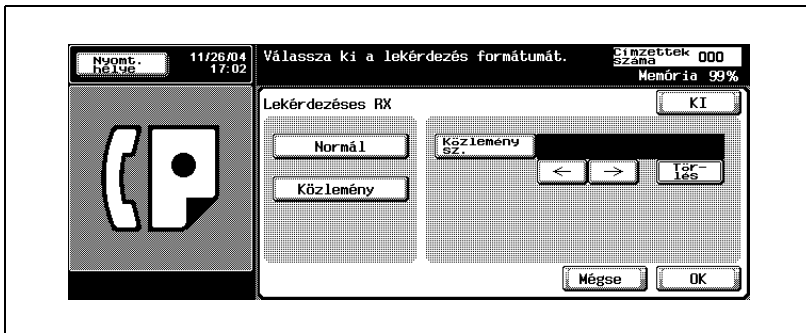 Nyomt. helye
11/26/04
17:02
Válassza ki a lekérdezés formátumát.
Címzettek száma 000
Memória 99%
Lekérdezéses RX
KI
Normál
Közlemény sz.
← →
Tör-
lés
Közlemény
Mégse
OK